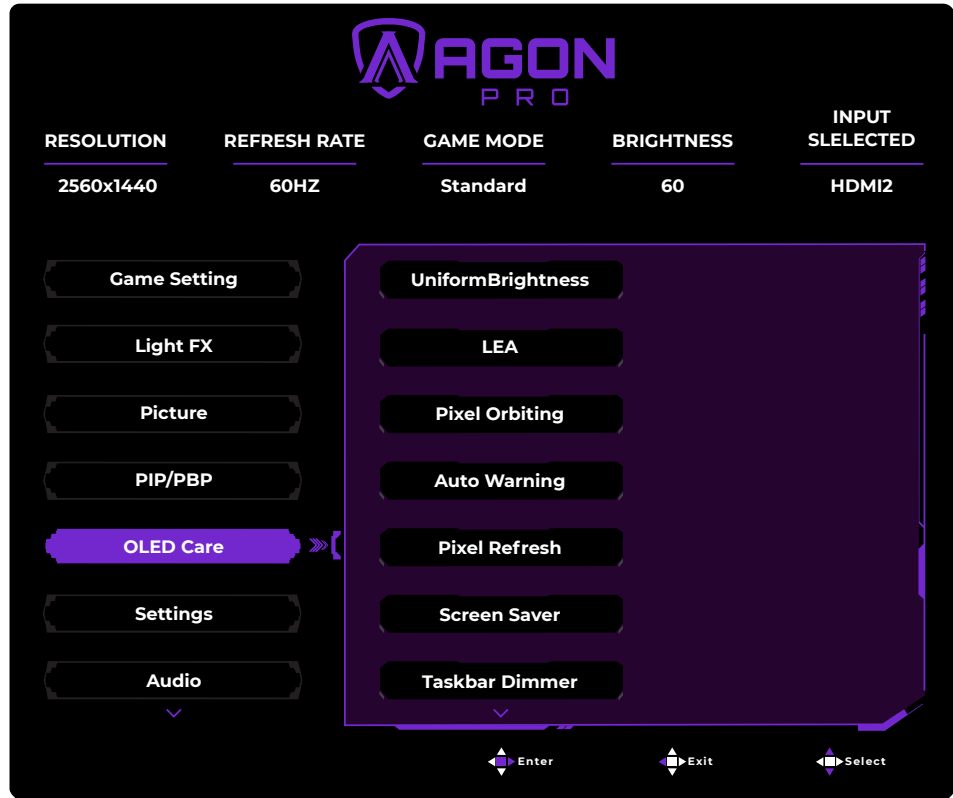 AGON
PRO
RESOLUTION
REFRESH RATE
GAME MODE
BRIGHTNESS
INPUT
SLELECTED
2560x1440
60HZ
Standard
60
HDMI2
Game Setting
Light FX
Picture
PIP/PBP
OLED Care
Settings
Audio
UniformBrightness
LEA
Pixel Orbiting
Auto Warning
Pixel Refresh
Screen Saver
Taskbar Dimmer
Enter
Exit
Select